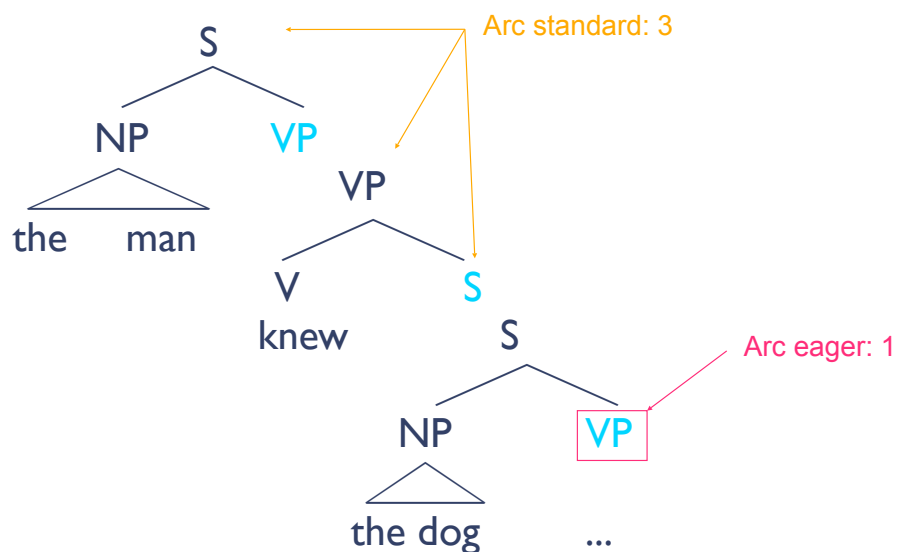 Arc standard: 3
S
NP VP
VP
the man
V S
knew
S
Arc eager: 1
NP VP
the dog ...